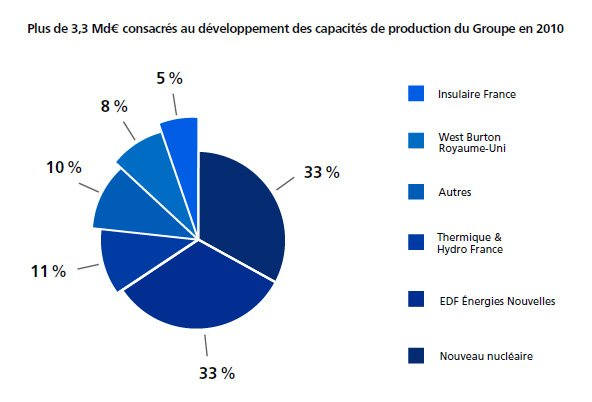 Plus de 3,3 Md€ consacrés au développement des capacités de production du Groupe en 2010
5 %
8 %
10 %
11 %
33 %
33 %
Insulaire France
West Burton
Royaume-Uni
Autres
Thermique &
Hydro France
EDF Énergies Nouvelles
Nouveau nucléaire